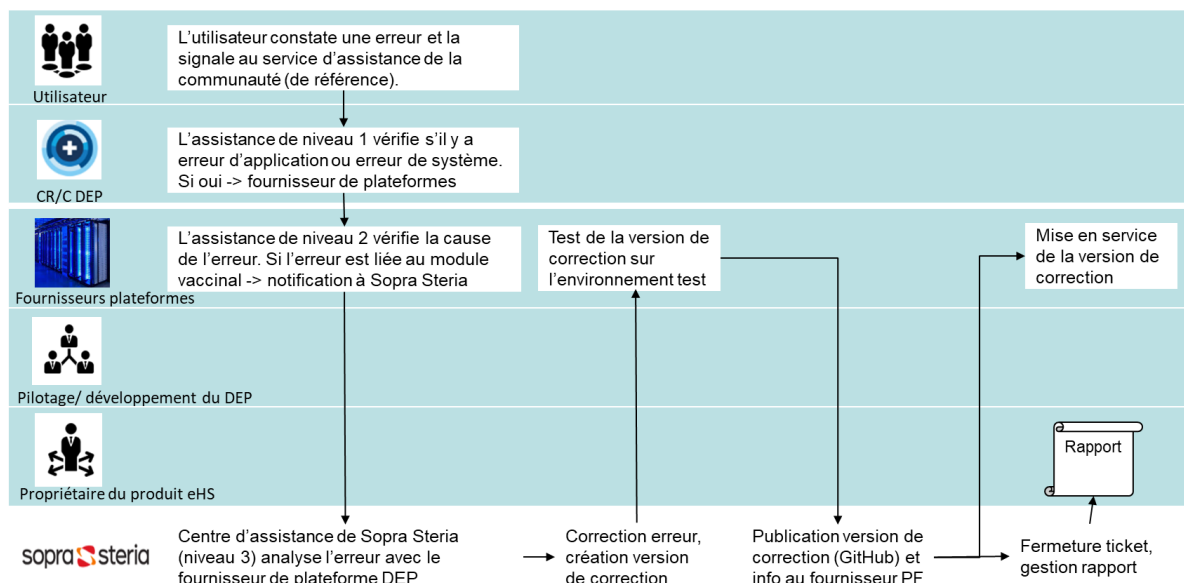 L'utilisateur constate une erreur et la
signale au service d'assistance de la
communauté (de référence).
Utilisateur
L'assistance de niveau 1 vérifie s'il y a
erreur d'application ou erreur de système.
Si oui -> fournisseur de plateformes
CR/C DEP
L'assistance de niveau 2 vérifie la cause
de l'erreur. Si l'erreur est liée au module
vaccinal -> notification à Sopra Steria
Test de la version de
correction sur
l'environnement test
Mise en service
de la version de
correction
Fournisseurs plateformes
Pilotage/ développement du DEP
Rapport
Propriétaire du produit eHS
sopra steria
Centre d'assistance de Sopra Steria
(niveau 3) analyse l'erreur avec le
fournisseur de plateforme DEP
Correction erreur,
création version
de correction
Publication version de
correction (GitHub) et
info au fournisseur PF
Fermeture ticket,
gestion rapport